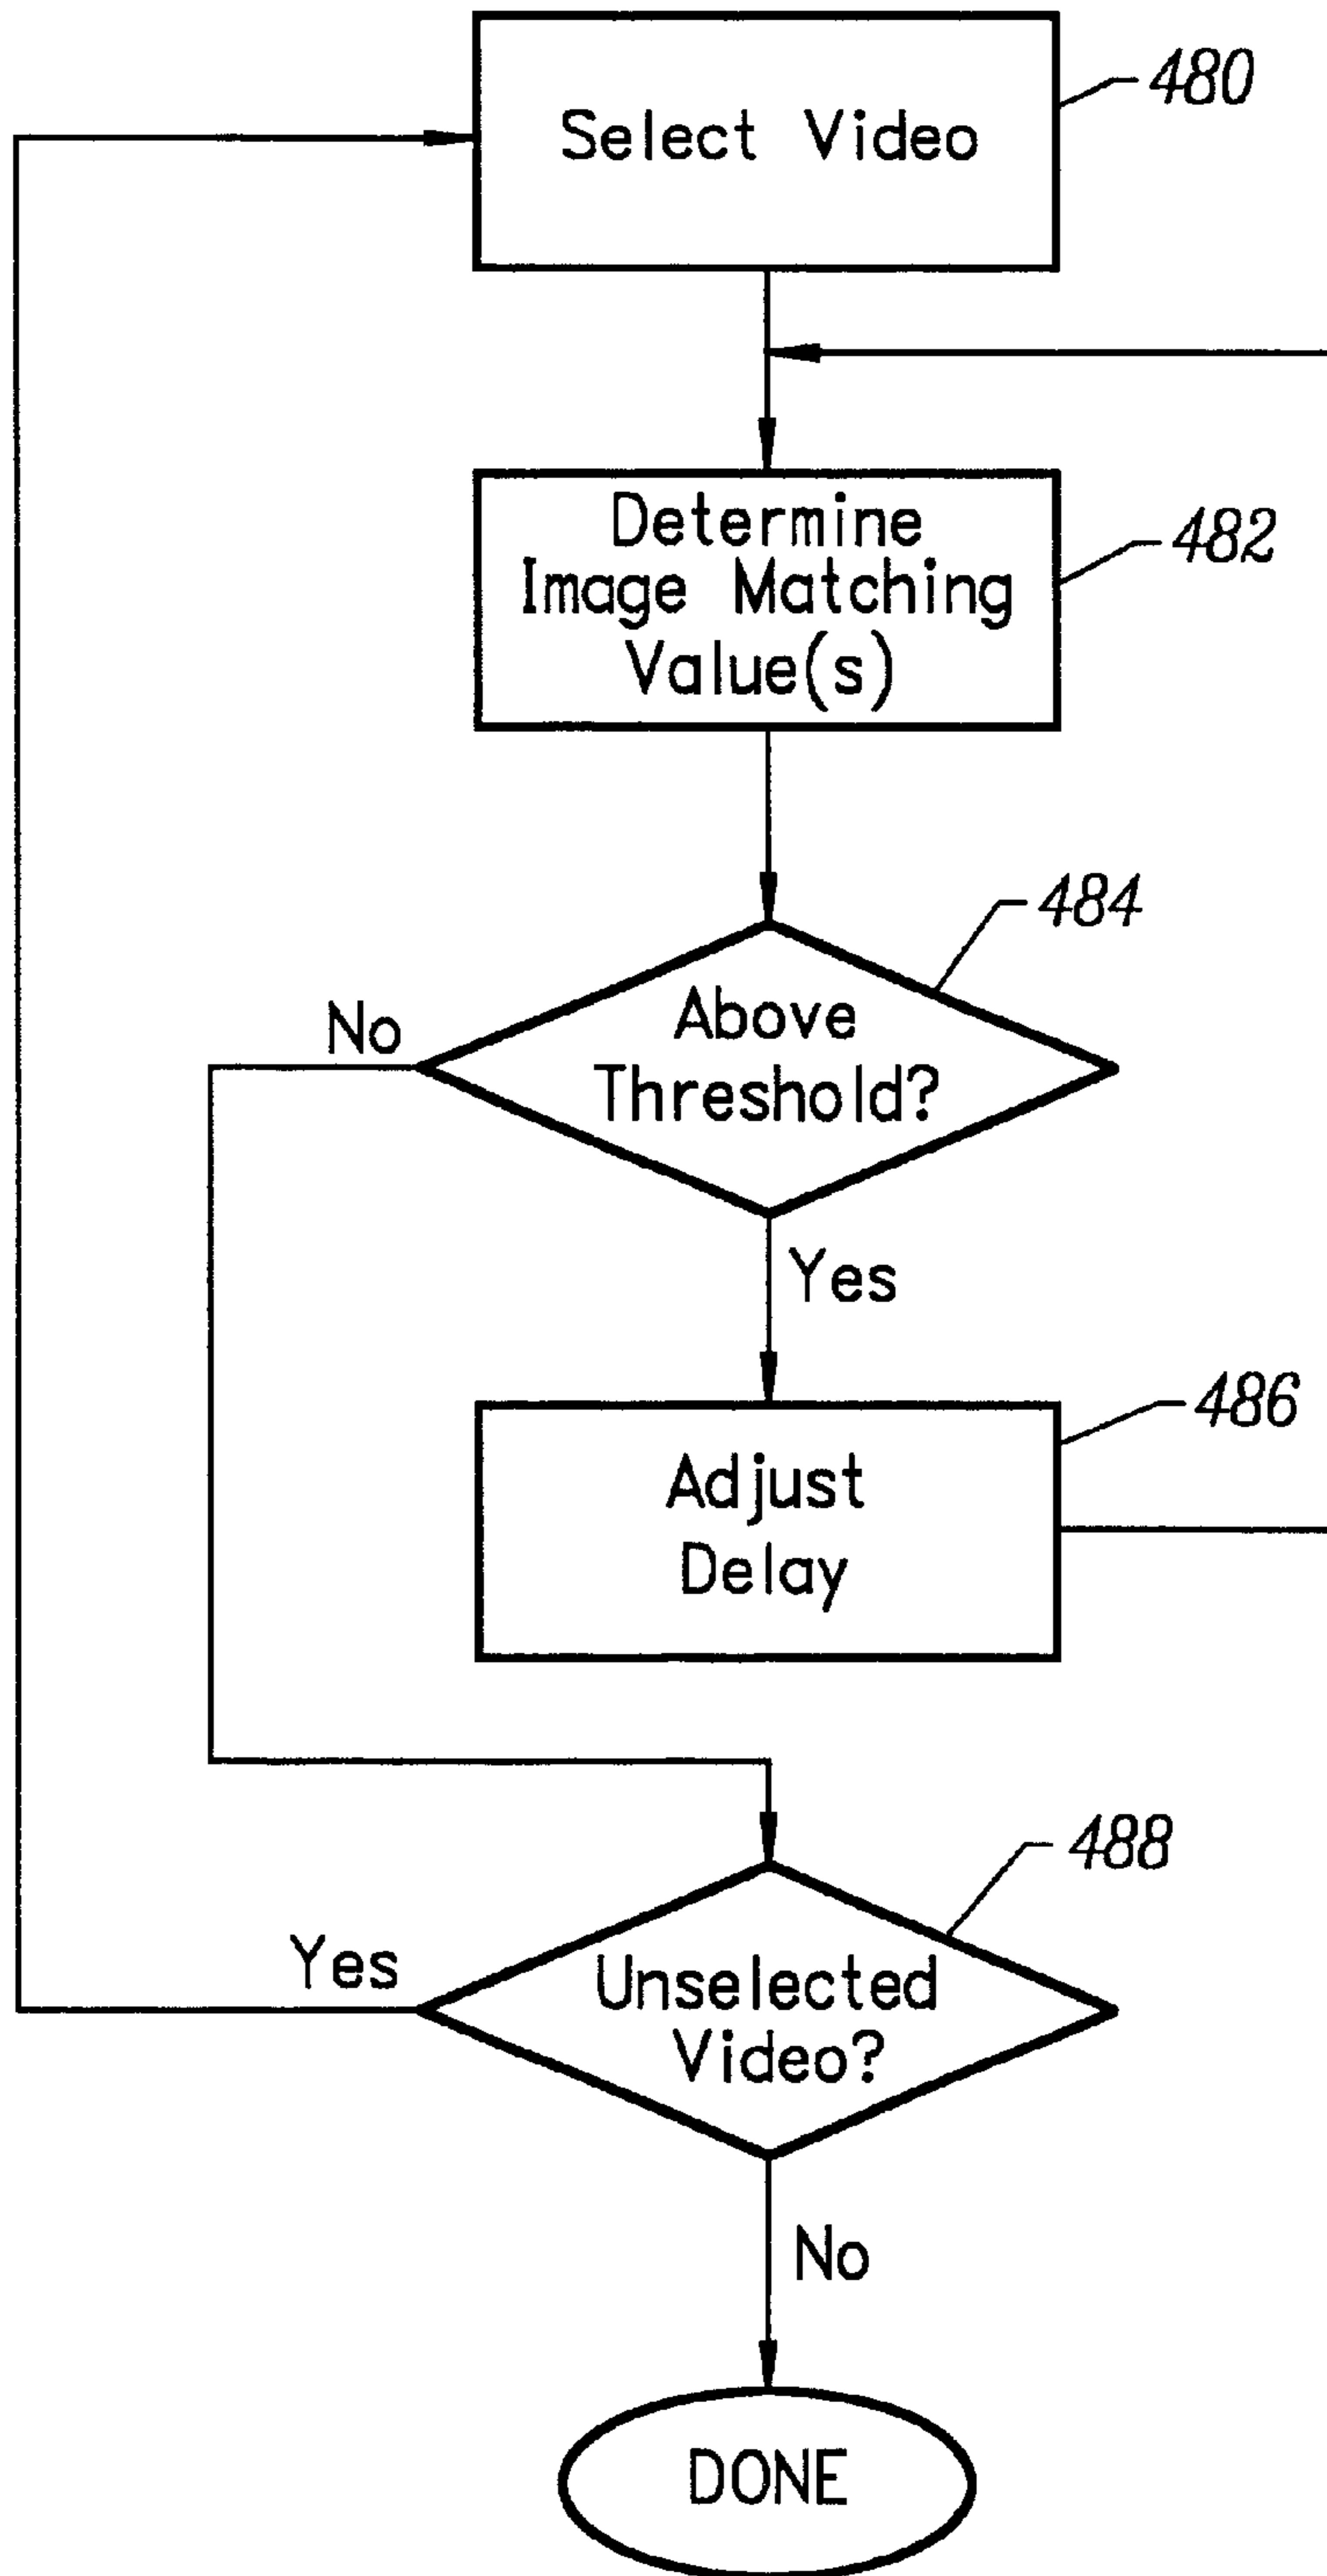 Select Video
480
Determine
Image Matching
Value(s)
482
484
Above
Threshold?
No
Yes
486
Adjust
Delay
488
Unselected
Video?
Yes
No
DONE